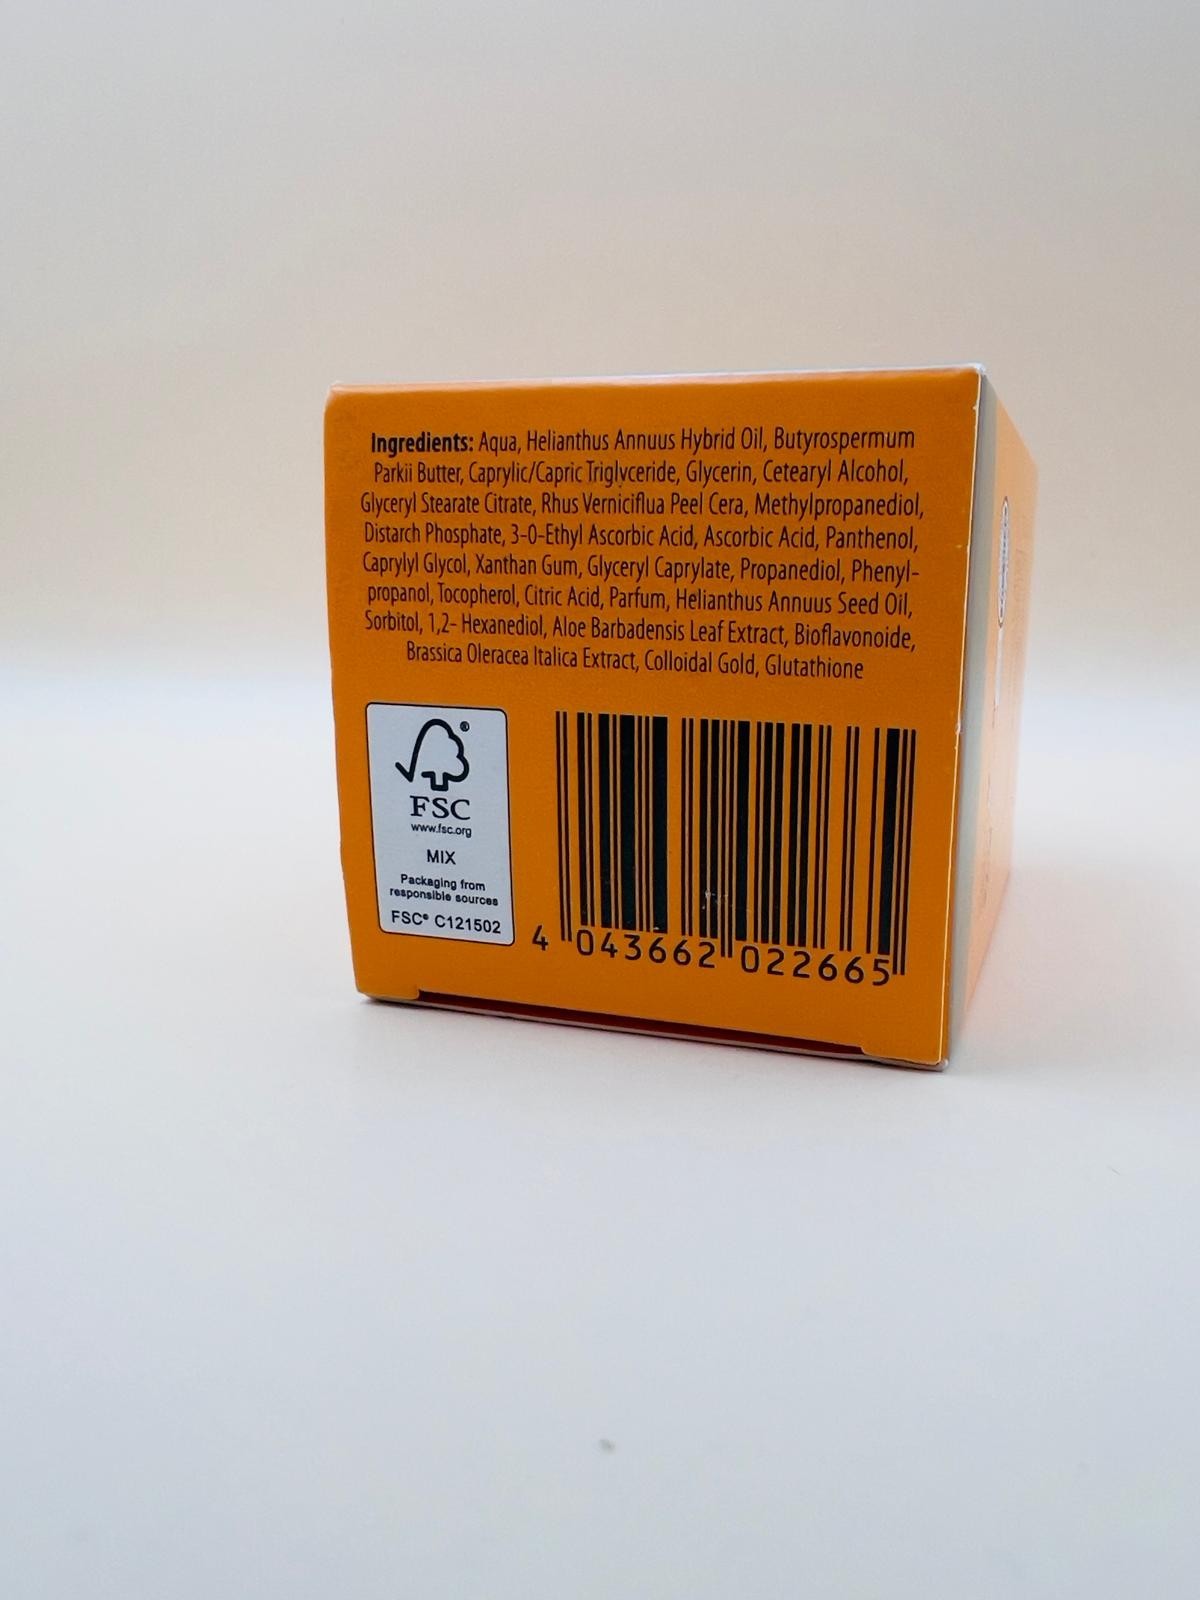 Ingredients: Aqua, Helianthus Annuus Hybrid Oil, Butyrospermum
Parkii Butter, Caprylic/Capric Triglyceride, Glycerin, Cetearyl Alcohol,
Glyceryl Stearate Citrate, Rhus Verniciflua Peel Cera, Methylpropanediol,
Distarch Phosphate, 3-O-Ethyl Ascorbic Acid, Ascorbic Acid, Panthenol,
Caprylyl Glycol, Xanthan Gum, Glyceryl Caprylate, Propanediol, Phenyl-
propanol, Tocopherol, Citric Acid, Parfum, Helianthus Annuus Seed Oil,
Sorbitol, 1,2- Hexanediol, Aloe Barbadensis Leaf Extract, Bioflavonoide,
Brassica Oleracea Italica Extract, Colloidal Gold, Glutathione
®
FSC
www.fsc.org
MIX
Packaging from
responsible sources
FSC® C121502
4 043662 022665